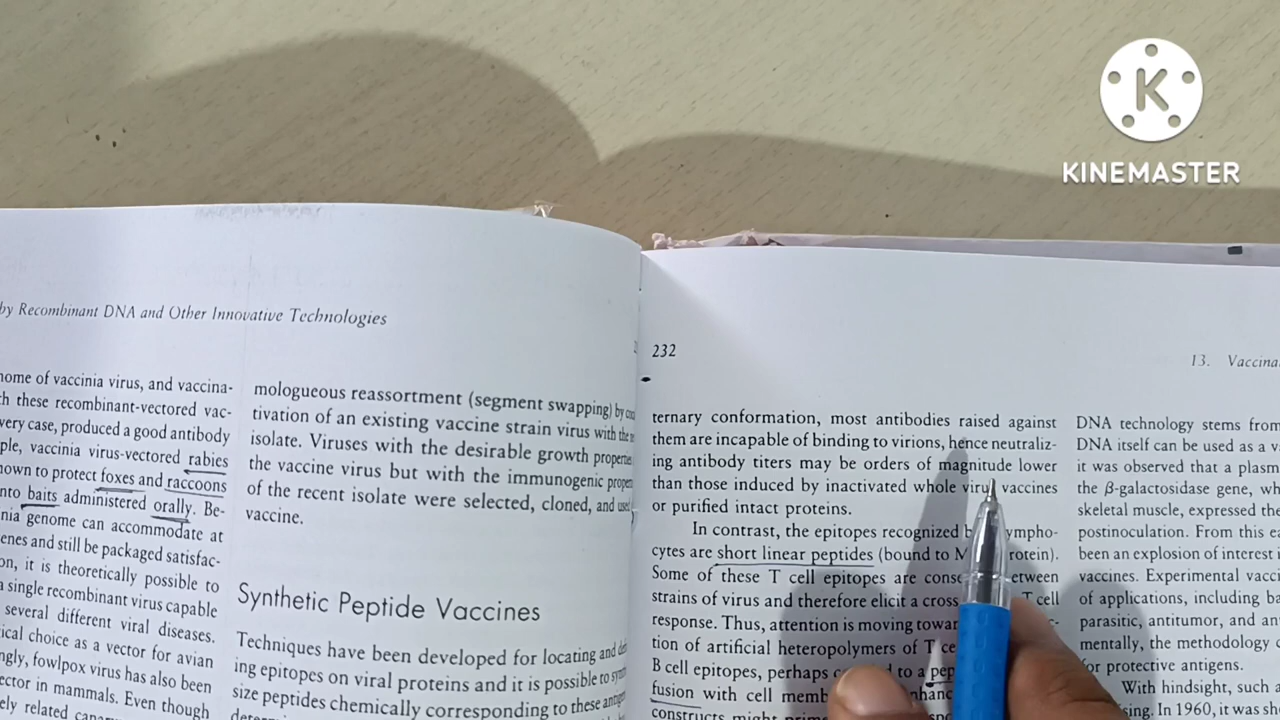 KINEMASTER
by Recombinant DNA and Other Innovative Technologies
nome of vaccinia virus, and vaccina-
h these recombinant-vectored vac-
very case, produced a good antibody
ple, vaccinia virus-vectored rabies
nown to protect foxes and raccoons
nto baits administered orally. Be-
nia genome can accommodate at
enes and still be packaged satisfac-
on, it is theoretically possible to
a single recombinant virus capable
several different viral diseases.
ical choice as a vector for avian
ngly, fowlpox virus has also been
ector in mammals. Even though
ely related
mologueous reassortment (segment swapping) by
tivation of an existing vaccine strain virus with the
isolate. Viruses with the desirable growth
the vaccine virus but with the immunogenic
of the recent isolate were selected, cloned, and
vaccine.
Synthetic Peptide Vaccines
Techniques have been developed for locating and
ing epitopes on viral proteins and it is possible to
size peptides chemically corresponding to these
232
13. Vaccina
ternary conformation, most antibodies raised against
them are incapable of binding to virions, hence neutraliz-
ing antibody titers may be orders of magnitude lower
than those induced by inactivated whole virus vaccines
or purified intact proteins.
In contrast, the epitopes recognized ympho-
cytes are short linear peptides (bound to rotein).
Some of these T cell epitopes are etween
strains of virus and therefore elicit a cross T cell
response. Thus, attention is moving
tion of artificial heteropolymers of T
B cell epitopes, perhaps to a
fusion with cell
constructs might
DNA technology stems from
DNA itself can be used as a
it was observed that a
the β-galactosidase gene,
skeletal muscle, expressed the
postinoculation. From this
been an explosion of interest
vaccines. Experimental
of applications, including
parasitic, antitumor, and
mentally, the methodology
for protective antigens.
With hindsight, such
In 1960, it was